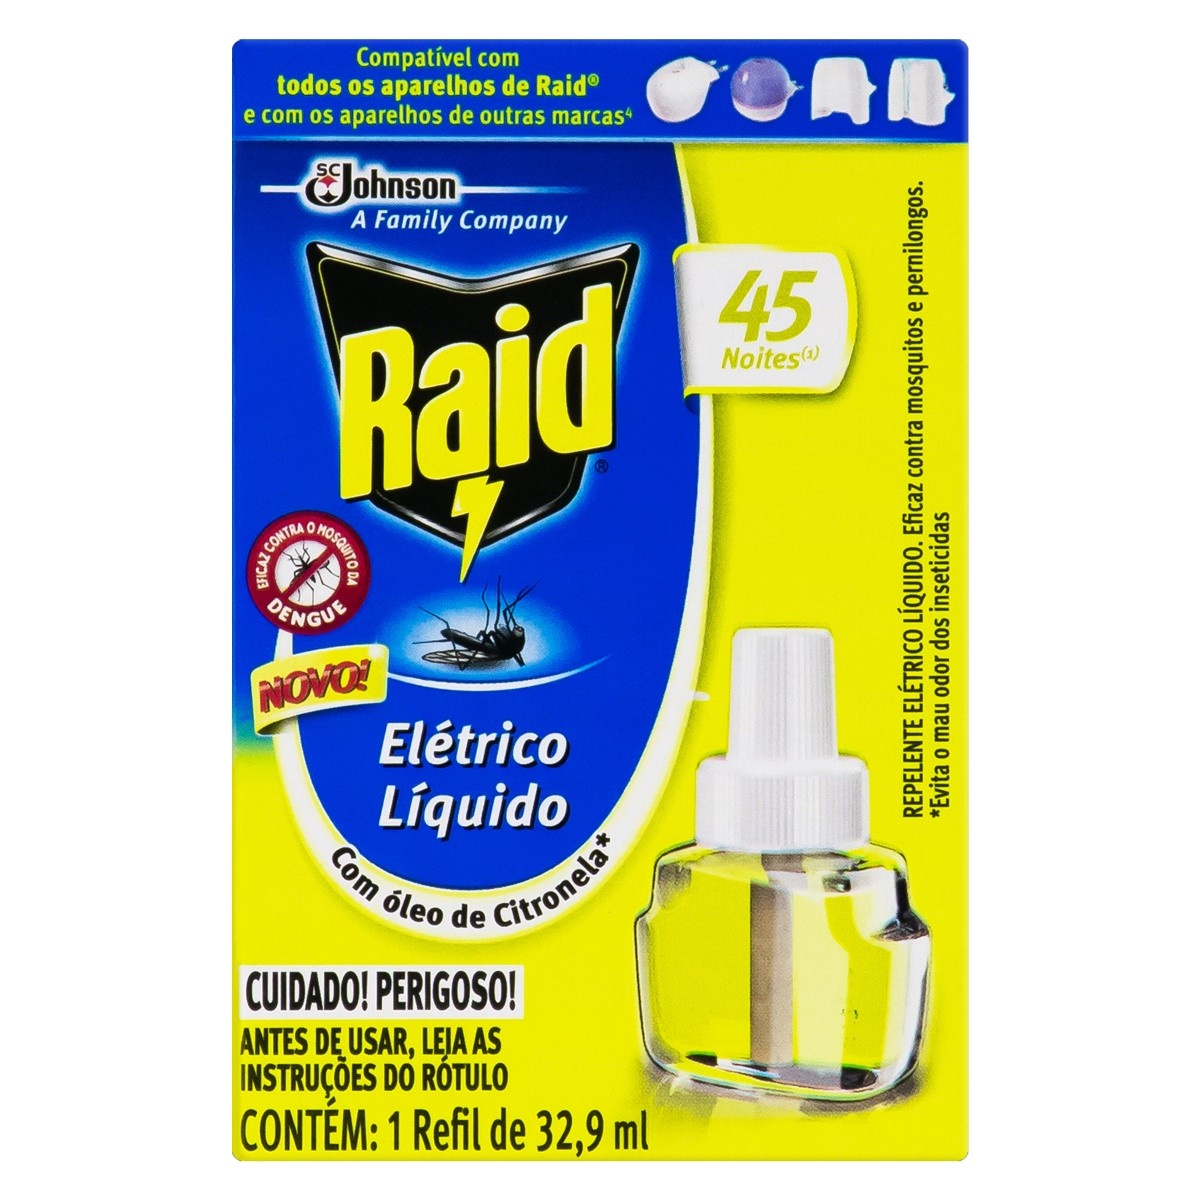 Compatível com
todos os aparelhos de Raid®
e com os aparelhos de outras marcas⁴
SC Johnson
A Family Company
Raid®
45
Noites⁽¹⁾
EFICAZ CONTRA O MOSQUITO DA
DENGUE
NOVO!
Elétrico
Líquido
Com óleo de Citronela*
REPELENTE ELÉTRICO LÍQUIDO. Eficaz contra mosquitos e pernilongos.
*Evita o mau odor dos inseticidas
CUIDADO! PERIGOSO!
ANTES DE USAR, LEIA AS
INSTRUÇÕES DO RÓTULO
CONTÉM: 1 Refil de 32,9 ml